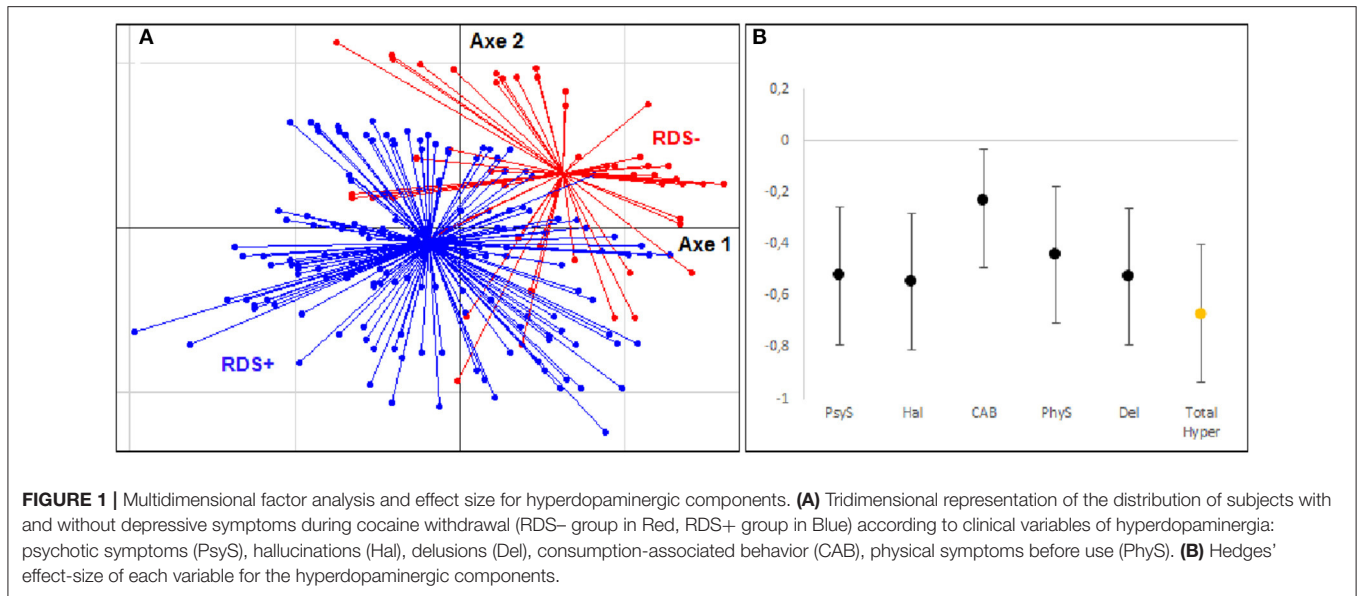 A
Axe 2
RDS-
Axe 1
RDS+
B
0,2
0
-0,2
-0,4
-0,6
-0,8
-1
PsyS Hal CAB PhyS Del Total
Hyper
FIGURE 1 | Multidimensional factor analysis and effect size for hyperdopaminergic components. (A) Tridimensional representation of the distribution of subjects with
and without depressive symptoms during cocaine withdrawal (RDS– group in Red, RDS+ group in Blue) according to clinical variables of hyperdopaminergia:
psychotic symptoms (PsyS), hallucinations (Hal), delusions (Del), consumption-associated behavior (CAB), physical symptoms before use (PhyS). (B) Hedges'
effect-size of each variable for the hyperdopaminergic components.